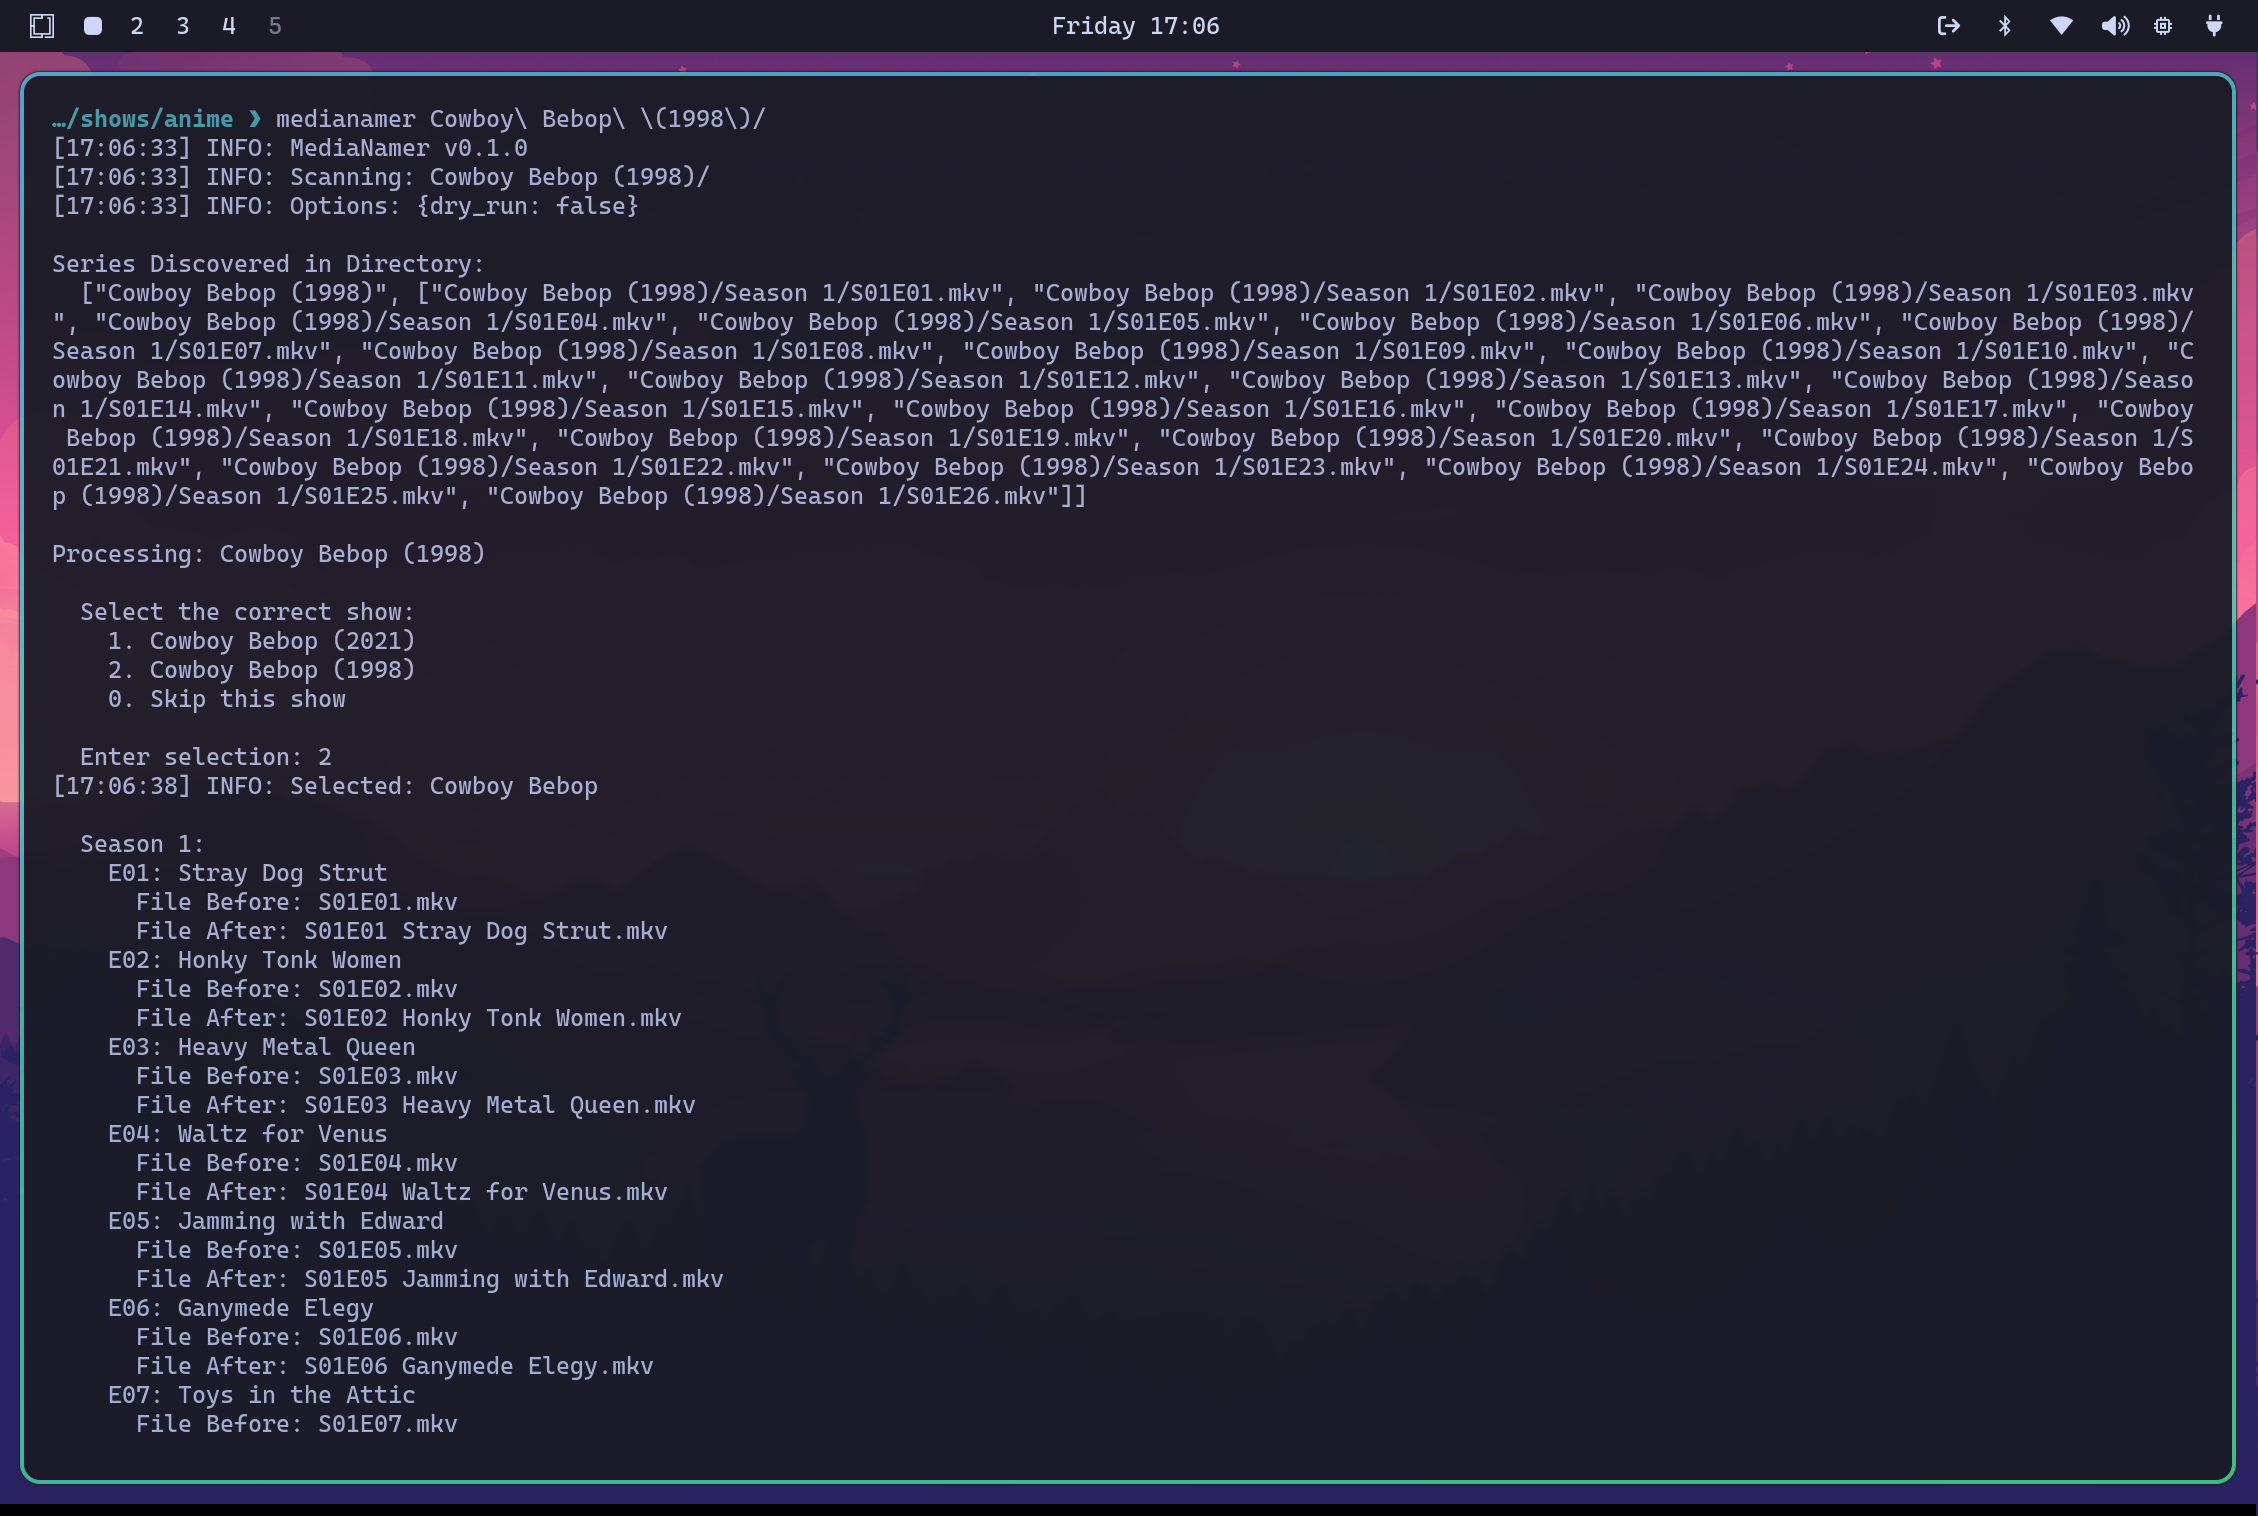 2 3 4 5 Friday 17:06
…/shows/anime ❯ medianamer Cowboy\ Bebop\ \(1998\)/
[17:06:33] INFO: MediaNamer v0.1.0
[17:06:33] INFO: Scanning: Cowboy Bebop (1998)/
[17:06:33] INFO: Options: {dry_run: false}
Series Discovered in Directory:
["Cowboy Bebop (1998)", ["Cowboy Bebop (1998)/Season 1/S01E01.mkv", "Cowboy Bebop (1998)/Season 1/S01E02.mkv", "Cowboy Bebop (1998)/Season 1/S01E03.mkv
", "Cowboy Bebop (1998)/Season 1/S01E04.mkv", "Cowboy Bebop (1998)/Season 1/S01E05.mkv", "Cowboy Bebop (1998)/Season 1/S01E06.mkv", "Cowboy Bebop (1998)/
Season 1/S01E07.mkv", "Cowboy Bebop (1998)/Season 1/S01E08.mkv", "Cowboy Bebop (1998)/Season 1/S01E09.mkv", "Cowboy Bebop (1998)/Season 1/S01E10.mkv", "C
owboy Bebop (1998)/Season 1/S01E11.mkv", "Cowboy Bebop (1998)/Season 1/S01E12.mkv", "Cowboy Bebop (1998)/Season 1/S01E13.mkv", "Cowboy Bebop (1998)/Seaso
n 1/S01E14.mkv", "Cowboy Bebop (1998)/Season 1/S01E15.mkv", "Cowboy Bebop (1998)/Season 1/S01E16.mkv", "Cowboy Bebop (1998)/Season 1/S01E17.mkv", "Cowboy
Bebop (1998)/Season 1/S01E18.mkv", "Cowboy Bebop (1998)/Season 1/S01E19.mkv", "Cowboy Bebop (1998)/Season 1/S01E20.mkv", "Cowboy Bebop (1998)/Season 1/S
01E21.mkv", "Cowboy Bebop (1998)/Season 1/S01E22.mkv", "Cowboy Bebop (1998)/Season 1/S01E23.mkv", "Cowboy Bebop (1998)/Season 1/S01E24.mkv", "Cowboy Bebo
p (1998)/Season 1/S01E25.mkv", "Cowboy Bebop (1998)/Season 1/S01E26.mkv"]]
Processing: Cowboy Bebop (1998)
Select the correct show:
1. Cowboy Bebop (2021)
2. Cowboy Bebop (1998)
0. Skip this show
Enter selection: 2
[17:06:38] INFO: Selected: Cowboy Bebop
Season 1:
E01: Stray Dog Strut
File Before: S01E01.mkv
File After: S01E01 Stray Dog Strut.mkv
E02: Honky Tonk Women
File Before: S01E02.mkv
File After: S01E02 Honky Tonk Women.mkv
E03: Heavy Metal Queen
File Before: S01E03.mkv
File After: S01E03 Heavy Metal Queen.mkv
E04: Waltz for Venus
File Before: S01E04.mkv
File After: S01E04 Waltz for Venus.mkv
E05: Jamming with Edward
File Before: S01E05.mkv
File After: S01E05 Jamming with Edward.mkv
E06: Ganymede Elegy
File Before: S01E06.mkv
File After: S01E06 Ganymede Elegy.mkv
E07: Toys in the Attic
File Before: S01E07.mkv